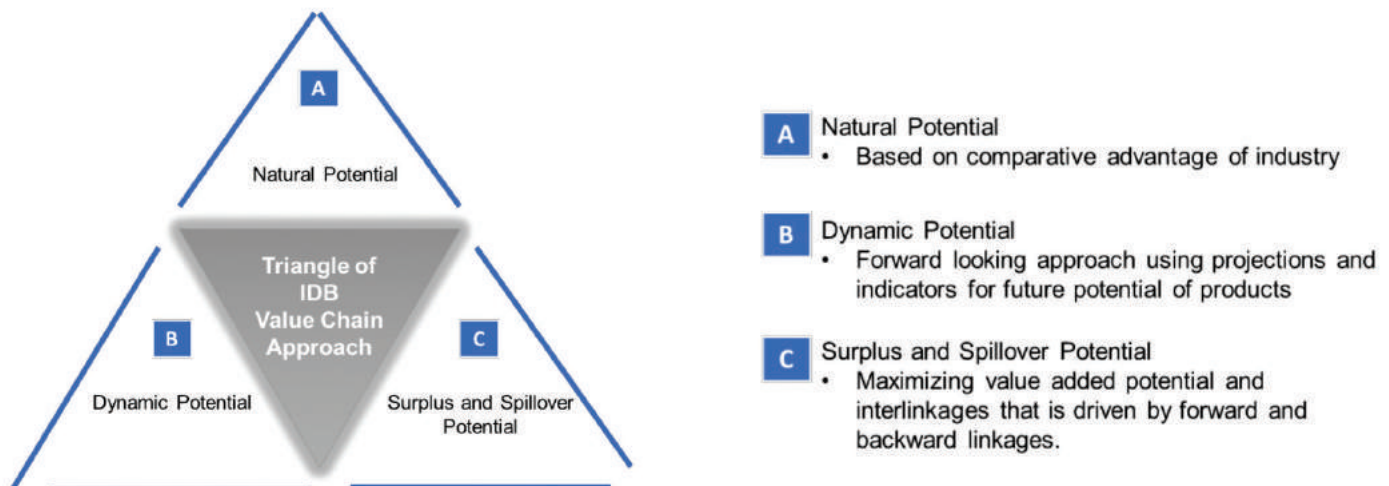 A
Natural Potential
Triangle of
IDB
Value Chain
Approach
B
Dynamic Potential
C
Surplus and Spillover
Potential
A Natural Potential
• Based on comparative advantage of industry
B Dynamic Potential
• Forward looking approach using projections and
indicators for future potential of products
C Surplus and Spillover Potential
• Maximizing value added potential and
interlinkages that is driven by forward and
backward linkages.